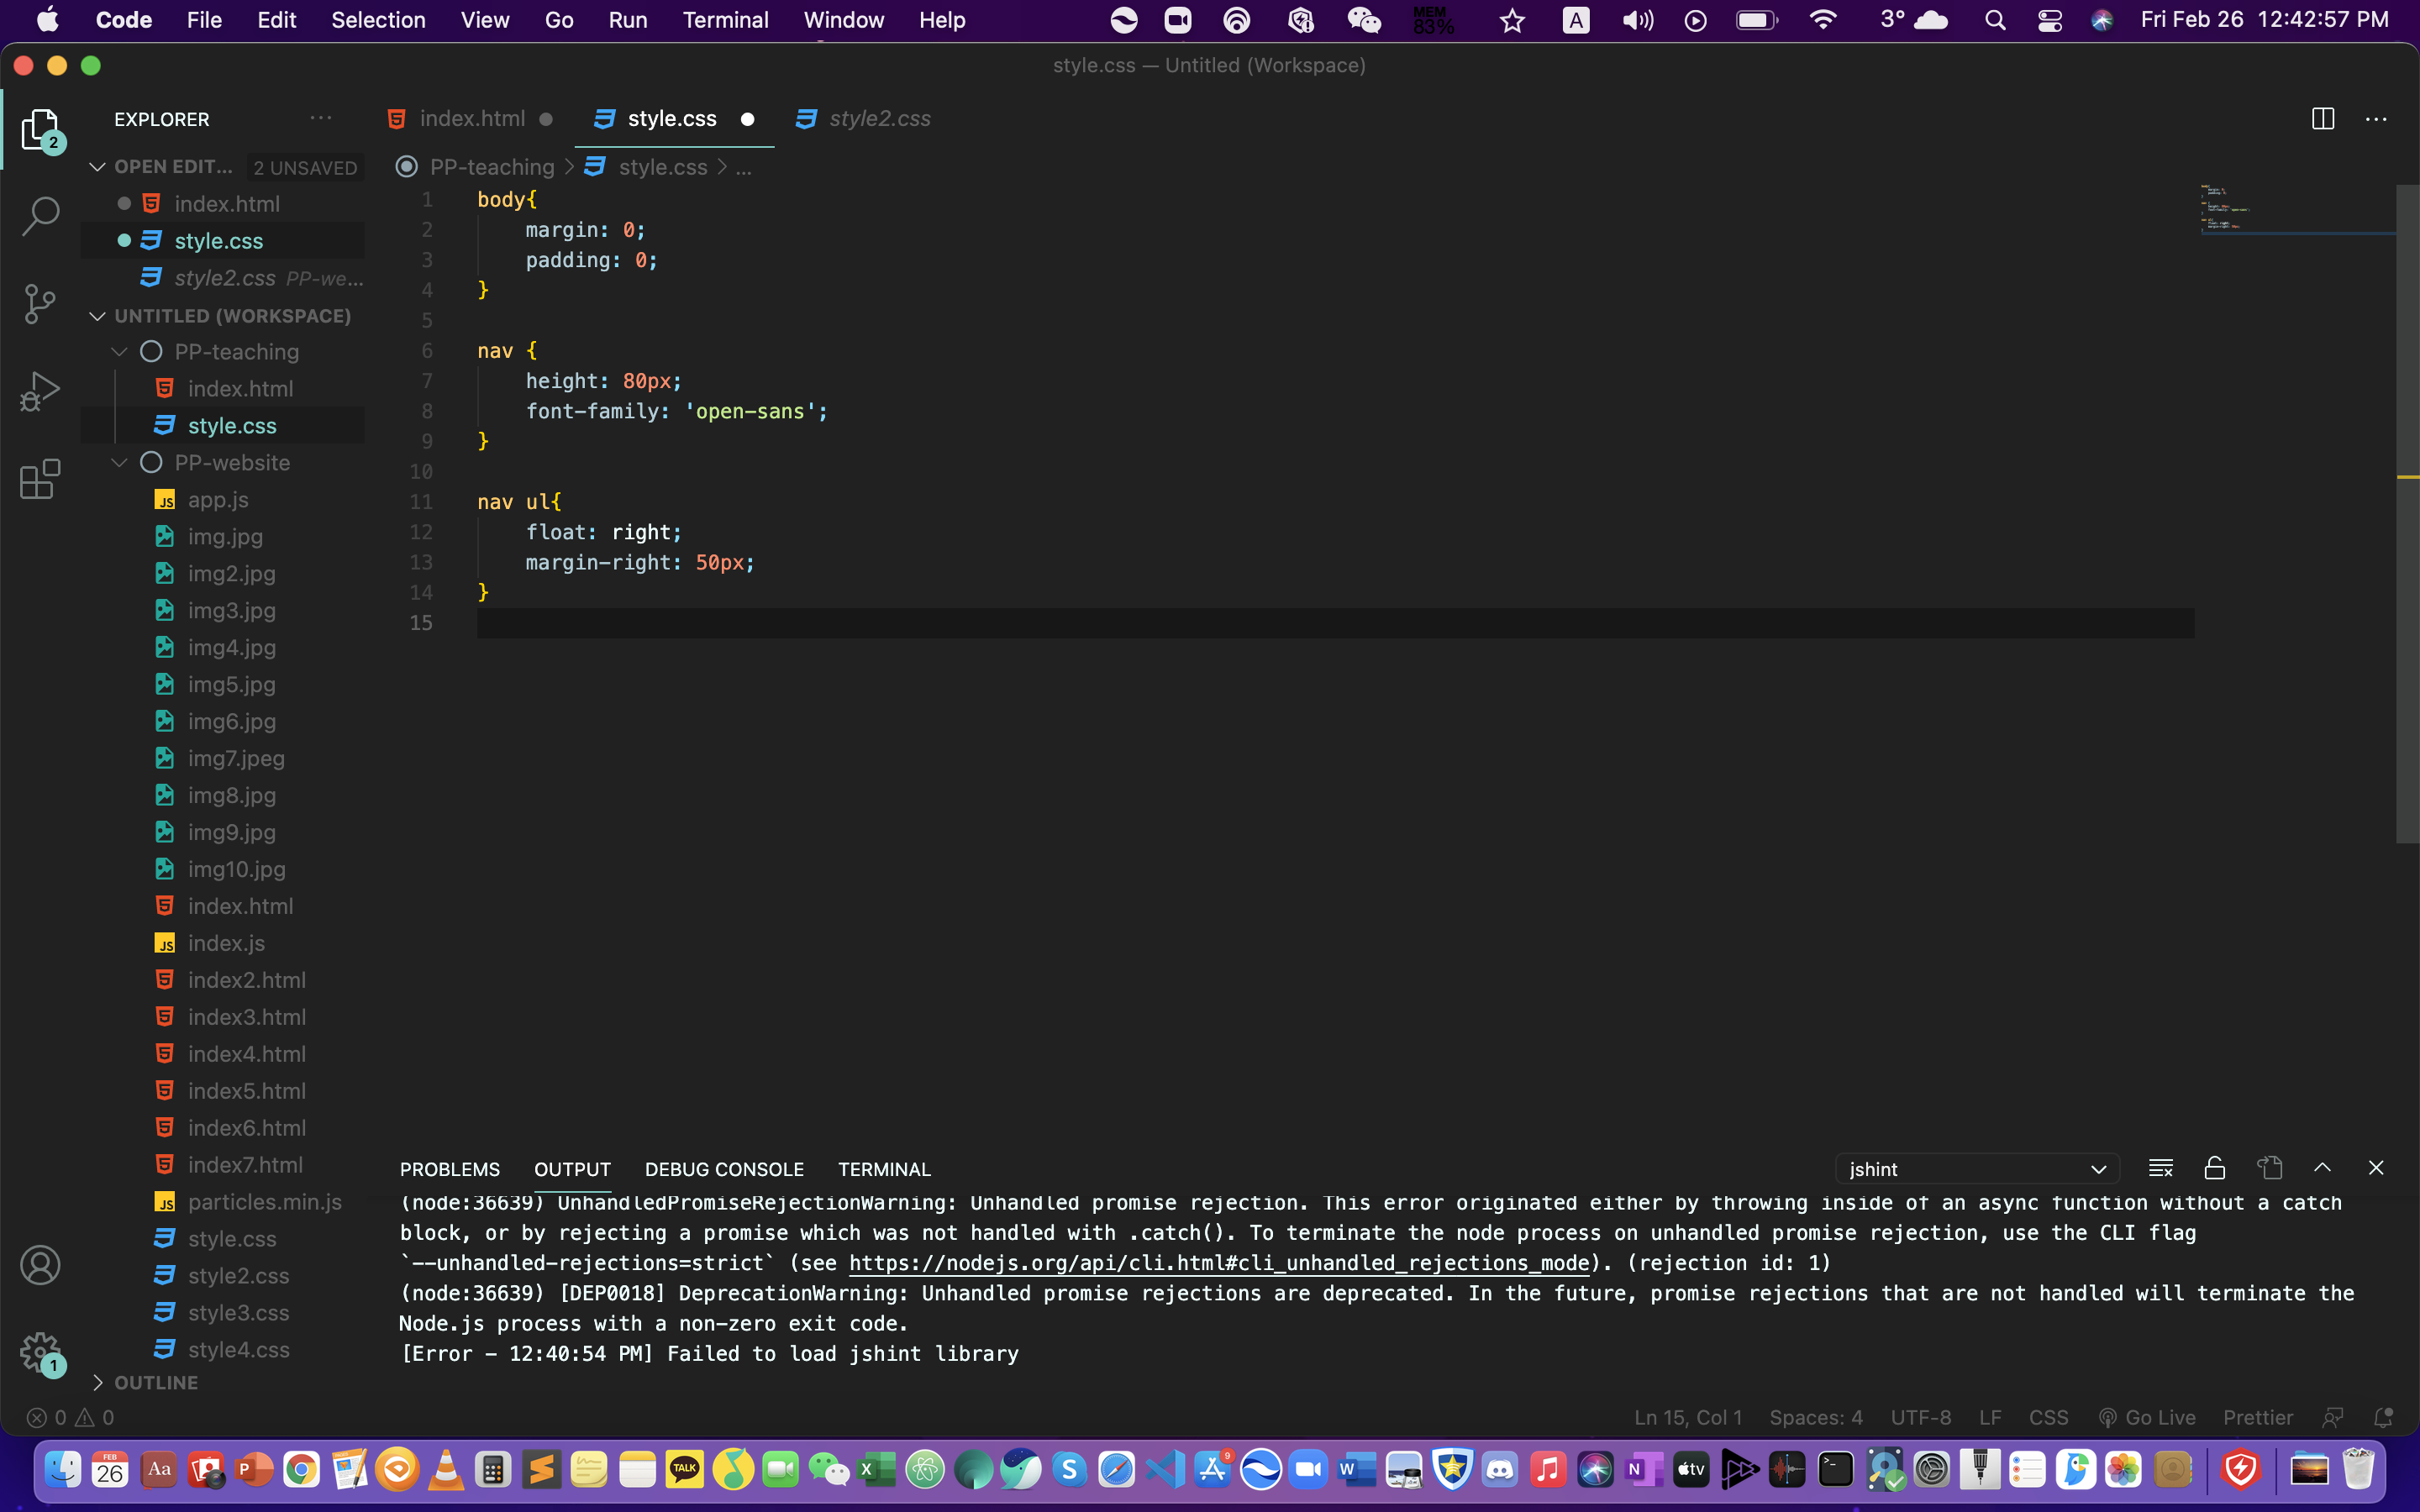 Code File Edit Selection View Go Run Terminal Window Help MEM 83% A 3° Fri Feb 26 12:42:57 PM
style.css — Untitled (Workspace)
EXPLORER ···
index.html style.css style2.css ···
2
OPEN EDIT... 2 UNSAVED
PP-teaching > style.css > ...
index.html
style.css
style2.css PP-we...
UNTITLED (WORKSPACE)
PP-teaching
index.html
style.css
PP-website
app.js
img.jpg
img2.jpg
img3.jpg
img4.jpg
img5.jpg
img6.jpg
img7.jpeg
img8.jpg
img9.jpg
img10.jpg
index.html
index.js
index2.html
index3.html
index4.html
index5.html
index6.html
index7.html
particles.min.js
style.css
style2.css
style3.css
style4.css
OUTLINE
1
1 body{
2     margin: 0;
3     padding: 0;
4 }
5
6 nav {
7     height: 80px;
8     font-family: 'open-sans';
9 }
10
11 nav ul{
12     float: right;
13     margin-right: 50px;
14 }
15
PROBLEMS OUTPUT DEBUG CONSOLE TERMINAL jshint
(node:36639) UnhandledPromiseRejectionWarning: Unhandled promise rejection. This error originated either by throwing inside of an async function without a catch
block, or by rejecting a promise which was not handled with .catch(). To terminate the node process on unhandled promise rejection, use the CLI flag
`--unhandled-rejections=strict` (see https://nodejs.org/api/cli.html#cli_unhandled_rejections_mode). (rejection id: 1)
(node:36639) [DEP0018] DeprecationWarning: Unhandled promise rejections are deprecated. In the future, promise rejections that are not handled will terminate the
Node.js process with a non-zero exit code.
[Error - 12:40:54 PM] Failed to load jshint library
0 0 Ln 15, Col 1 Spaces: 4 UTF-8 LF CSS Go Live Prettier
FEB 26 Aa P TALK X S 9 W N tv